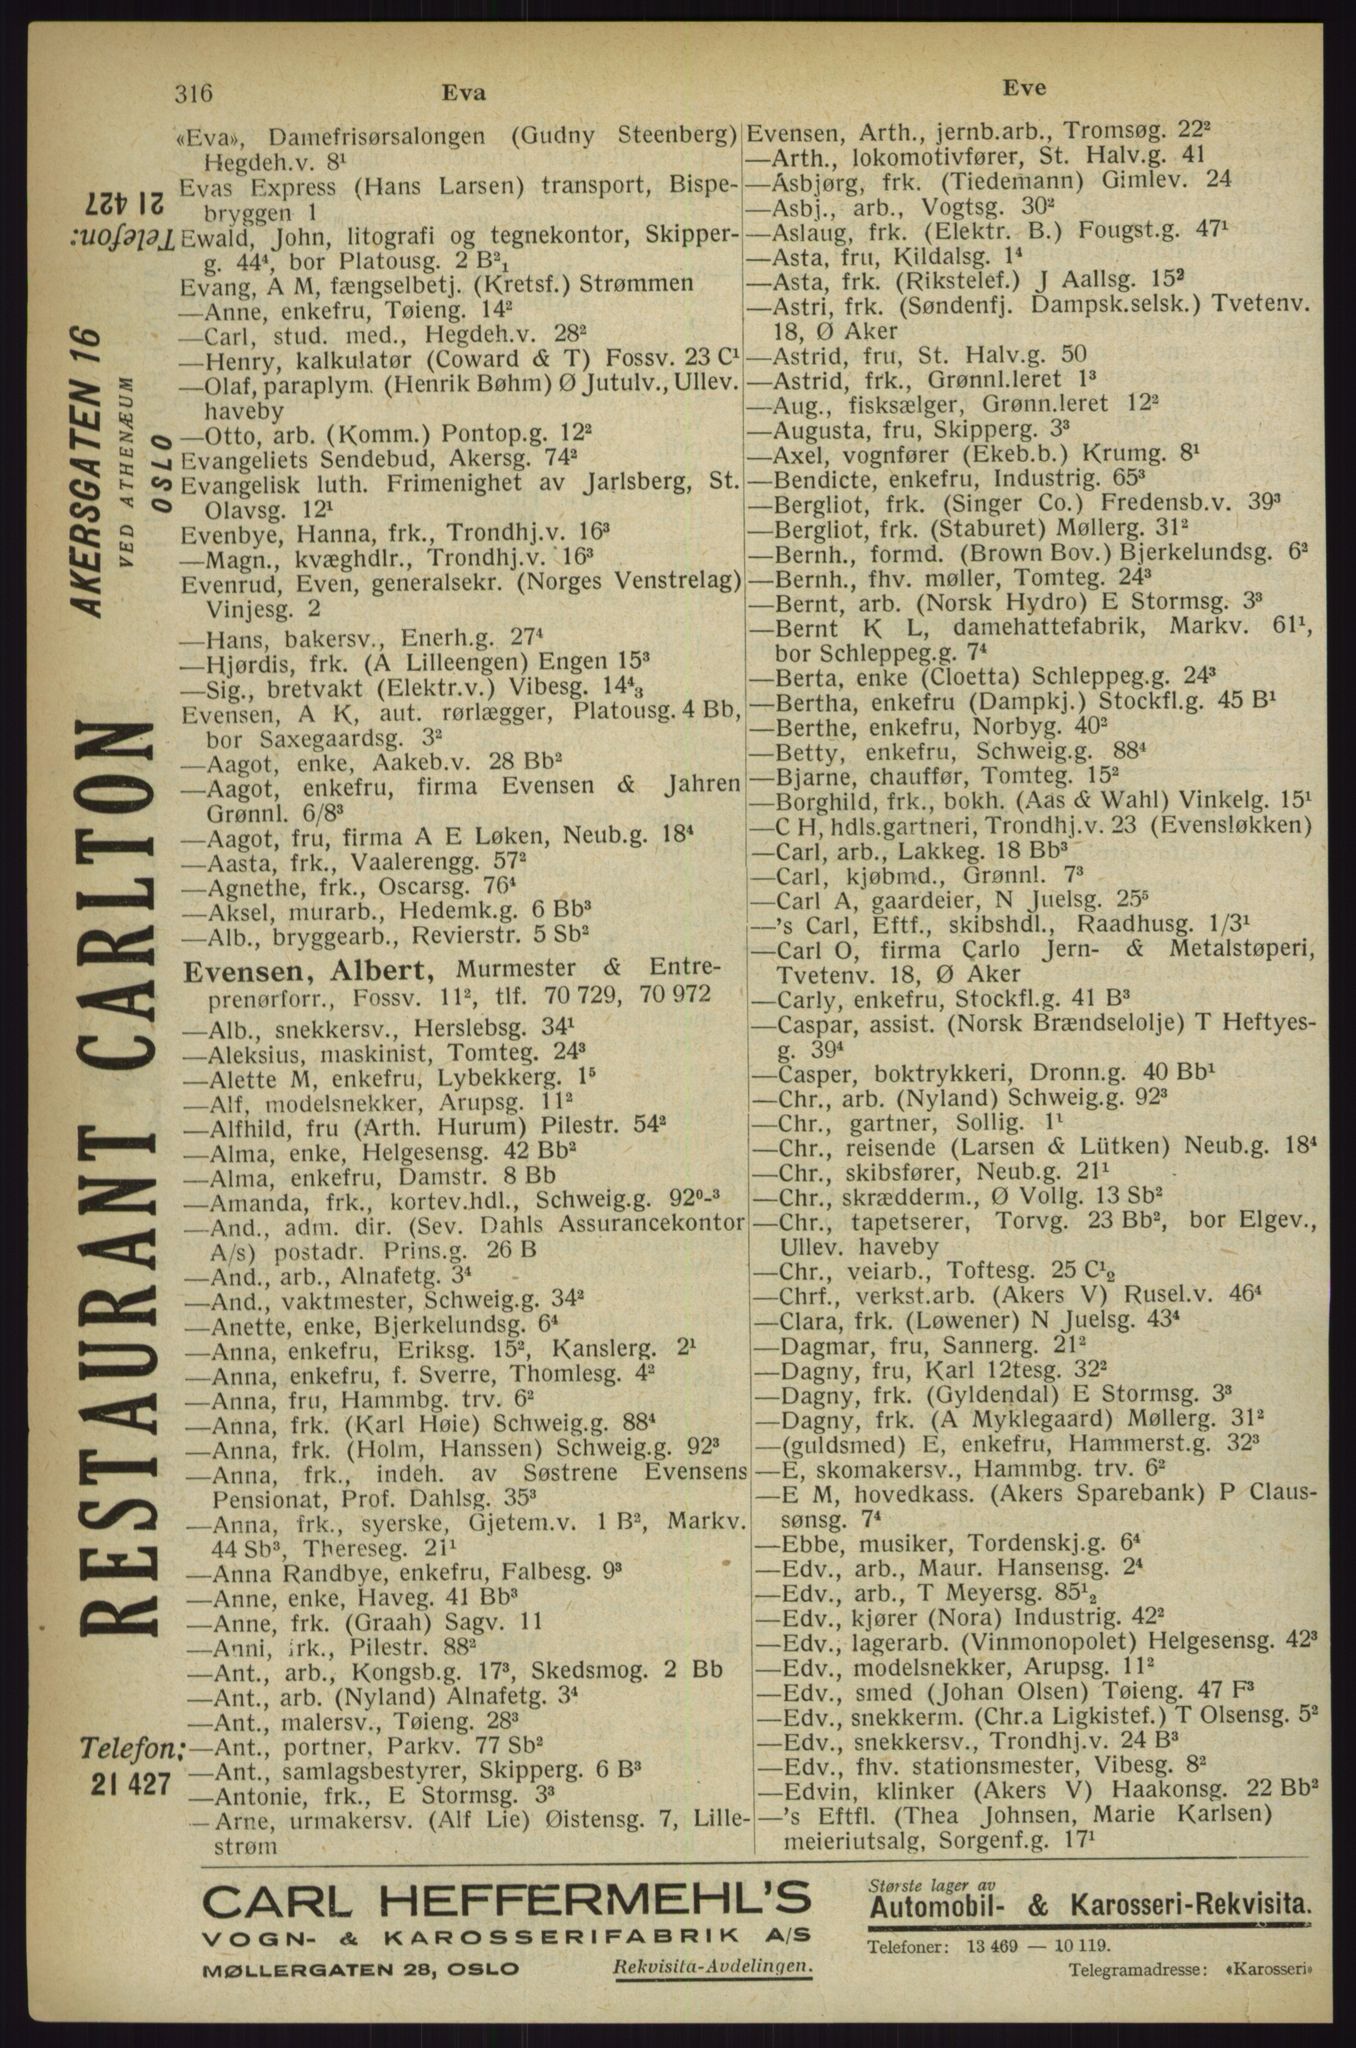 316
Eva
Eve
«Eva», Damefrisørsalongen (Gudny Steenberg)
Hegdeh.v. 8¹
Evas Express (Hans Larsen) transport, Bispe-
bryggen 1
Ewald, John, litografi og tegnekontor, Skipper-
g. 44⁴, bor Platousg. 2 B²₁
Evang, A M, fængselbetj. (Kretsf.) Strømmen
—Anne, enkefru, Tøieng. 14²
—Carl, stud. med., Hegdeh.v. 28²
—Henry, kalkulatør (Coward & T) Fossv. 23 C¹
—Olaf, paraplym. (Henrik Bøhm) Ø Jutulv., Ullev.
haveby
—Otto, arb. (Komm.) Pontop.g. 12²
Evangeliets Sendebud, Akersg. 74²
Evangelisk luth. Frimenighet av Jarlsberg, St.
Olavsg. 12¹
Evenbye, Hanna, frk., Trondhj.v. 16³
—Magn., kvæghdlr., Trondhj.v. 16³
Evenrud, Even, generalsekr. (Norges Venstrelag)
Vinjesg. 2
—Hans, bakersv., Enerh.g. 27⁴
—Hjørdis, frk. (A Lilleengen) Engen 15³
—Sig., bretvakt (Elektr.v.) Vibesg. 14⁴₃
Evensen, A K, aut. rørlægger, Platousg. 4 Bb,
bor Saxegaardsg. 3²
—Aagot, enke, Aakeb.v. 28 Bb²
—Aagot, enkefru, firma Evensen & Jahren
Grønnl. 6/8³
—Aagot, fru, firma A E Løken, Neub.g. 18⁴
—Aasta, frk., Vaalerengg. 57²
—Agnethe, frk., Oscarsg. 76⁴
—Aksel, murarb., Hedemk.g. 6 Bb³
—Alb., bryggearb., Revierstr. 5 Sb²
Evensen, Albert, Murmester & Entre-
prenørforr., Fossv. 11², tlf. 70 729, 70 972
—Alb., snekkersv., Herslebsg. 34¹
—Aleksius, maskinist, Tomteg. 24³
—Alette M, enkefru, Lybekkerg. 1⁵
—Alf, modelsnekker, Arupsg. 11²
—Alfhild, fru (Arth. Hurum) Pilestr. 54²
—Alma, enke, Helgesensg. 42 Bb²
—Alma, enkefru, Damstr. 8 Bb
—Amanda, frk., kortev.hdl., Schweig.g. 92⁰-³
—And., adm. dir. (Sev. Dahls Assurancekontor
A/s) postadr. Prins.g. 26 B
—And., arb., Alnafetg. 3⁴
—And., vaktmester, Schweig.g. 34²
—Anette, enke, Bjerkelundsg. 6⁴
—Anna, enkefru, Eriksg. 15², Kanslerg. 2¹
—Anna, enkefru, f. Sverre, Thomlesg. 4²
—Anna, fru, Hammbg. trv. 6²
—Anna, frk. (Karl Høie) Schweig.g. 88⁴
—Anna, frk. (Holm, Hanssen) Schweig.g. 92³
—Anna, frk., indeh. av Søstrene Evensens
Pensionat, Prof. Dahlsg. 35³
—Anna, frk., syerske, Gjetem.v. 1 B², Markv.
44 Sb³, Thereseg. 21¹
—Anna Randbye, enkefru, Falbesg. 9³
—Anne, enke, Haveg. 41 Bb³
—Anne, frk. (Graah) Sagv. 11
—Anni, frk., Pilestr. 88²
—Ant., arb., Kongsb.g. 17³, Skedsmog. 2 Bb
—Ant., arb. (Nyland) Alnafetg. 3⁴
—Ant., malersv., Tøieng. 28³
—Ant., portner, Parkv. 77 Sb²
—Ant., samlagsbestyrer, Skipperg. 6 B³
—Antonie, frk., E Stormsg. 3³
—Arne, urmakersv. (Alf Lie) Øistensg. 7, Lille-
strøm
Evensen, Arth., jernb.arb., Tromsøg. 22²
—Arth., lokomotivfører, St. Halv.g. 41
—Asbjørg, frk. (Tiedemann) Gimlev. 24
—Asbj., arb., Vogtsg. 30²
—Aslaug, frk. (Elektr. B.) Fougst.g. 47¹
—Asta, fru, Kildalsg. 1⁴
—Asta, frk. (Rikstelef.) J Aallsg. 15²
—Astri, frk. (Søndenfj. Dampsk.selsk.) Tvetenv.
18, Ø Aker
—Astrid, fru, St. Halv.g. 50
—Astrid, frk., Grønnl.leret 1³
—Aug., fisksælger, Grønn.leret 12²
—Augusta, fru, Skipperg. 3³
—Axel, vognfører (Ekeb.b.) Krumg. 8¹
—Bendicte, enkefru, Industrig. 65³
—Bergliot, frk. (Singer Co.) Fredensb.v. 39³
—Bergliot, frk. (Staburet) Møllerg. 31²
—Bernh., formd. (Brown Bov.) Bjerkelundsg. 6²
—Bernh., fhv. møller, Tomteg. 24³
—Bernt, arb. (Norsk Hydro) E Stormsg. 3³
—Bernt K L, damehattefabrik, Markv. 61¹,
bor Schleppeg.g. 7⁴
—Berta, enke (Cloetta) Schleppeg.g. 24³
—Bertha, enkefru (Dampkj.) Stockfl.g. 45 B¹
—Berthe, enkefru, Norbyg. 40²
—Betty, enkefru, Schweig.g. 88⁴
—Bjarne, chauffør, Tomteg. 15²
—Borghild, frk., bokh. (Aas & Wahl) Vinkelg. 15¹
—C H, hdls.gartneri, Trondhj.v. 23 (Evensløkken)
—Carl, arb., Lakkeg. 18 Bb³
—Carl, kjøbmd., Grønnl. 7³
—Carl A, gaardeier, N Juelsg. 25⁵
—'s Carl, Eftf., skibshdl., Raadhusg. 1/3¹
—Carl O, firma Carlo Jern- & Metalstøperi,
Tvetenv. 18, Ø Aker
—Carly, enkefru, Stockfl.g. 41 B³
—Caspar, assist. (Norsk Brændselolje) T Heftyes-
g. 39⁴
—Casper, boktrykkeri, Dronn.g. 40 Bb¹
—Chr., arb. (Nyland) Schweig.g. 92³
—Chr., gartner, Sollig. 1¹
—Chr., reisende (Larsen & Lütken) Neub.g. 18⁴
—Chr., skibsfører, Neub.g. 21¹
—Chr., skrædderm., Ø Vollg. 13 Sb²
—Chr., tapetserer, Torvg. 23 Bb², bor Elgev.,
Ullev. haveby
—Chr., veiarb., Toftesg. 25 C¹₂
—Chrf., verkst.arb. (Akers V) Rusel.v. 46⁴
—Clara, frk. (Løwener) N Juelsg. 43⁴
—Dagmar, fru, Sannerg. 21²
—Dagny, fru, Karl 12tesg. 32²
—Dagny, frk. (Gyldendal) E Stormsg. 3³
—Dagny, frk. (A Myklegaard) Møllerg. 31²
—(guldsmed) E, enkefru, Hammerst.g. 32³
—E, skomakersv., Hammbg. trv. 6²
—E M, hovedkass. (Akers Sparebank) P Claus-
sønsg. 7⁴
—Ebbe, musiker, Tordenskj.g. 6⁴
—Edv., arb., Maur. Hansensg. 2⁴
—Edv., arb., T Meyersg. 85¹₂
—Edv., kjører (Nora) Industrig. 42²
—Edv., lagerarb. (Vinmonopolet) Helgesensg. 42³
—Edv., modelsnekker, Arupsg. 11²
—Edv., smed (Johan Olsen) Tøieng. 47 F³
—Edv., snekkerm. (Chr.a Ligkistef.) T Olsensg. 5²
—Edv., snekkersv., Trondhj.v. 24 B³
—Edv., fhv. stationsmester, Vibesg. 8²
—Edvin, klinker (Akers V) Haakonsg. 22 Bb²
—'s Eftfl. (Thea Johnsen, Marie Karlsen)
meieriutsalg, Sorgenf.g. 17¹
Telefon:
21 427
AKERSGATEN 16
VED ATHENÆUM
OSLO
RESTAURANT CARLTON
Telefon:
21 427
CARL HEFFERMEHL'S
VOGN- & KAROSSERIFABRIK A/S
MØLLERGATEN 28, OSLO
Rekvisita-Avdelingen.
Største lager av
Automobil- & Karosseri-Rekvisita.
Telefoner: 13 469 — 10 119.
Telegramadresse: «Karosseri»